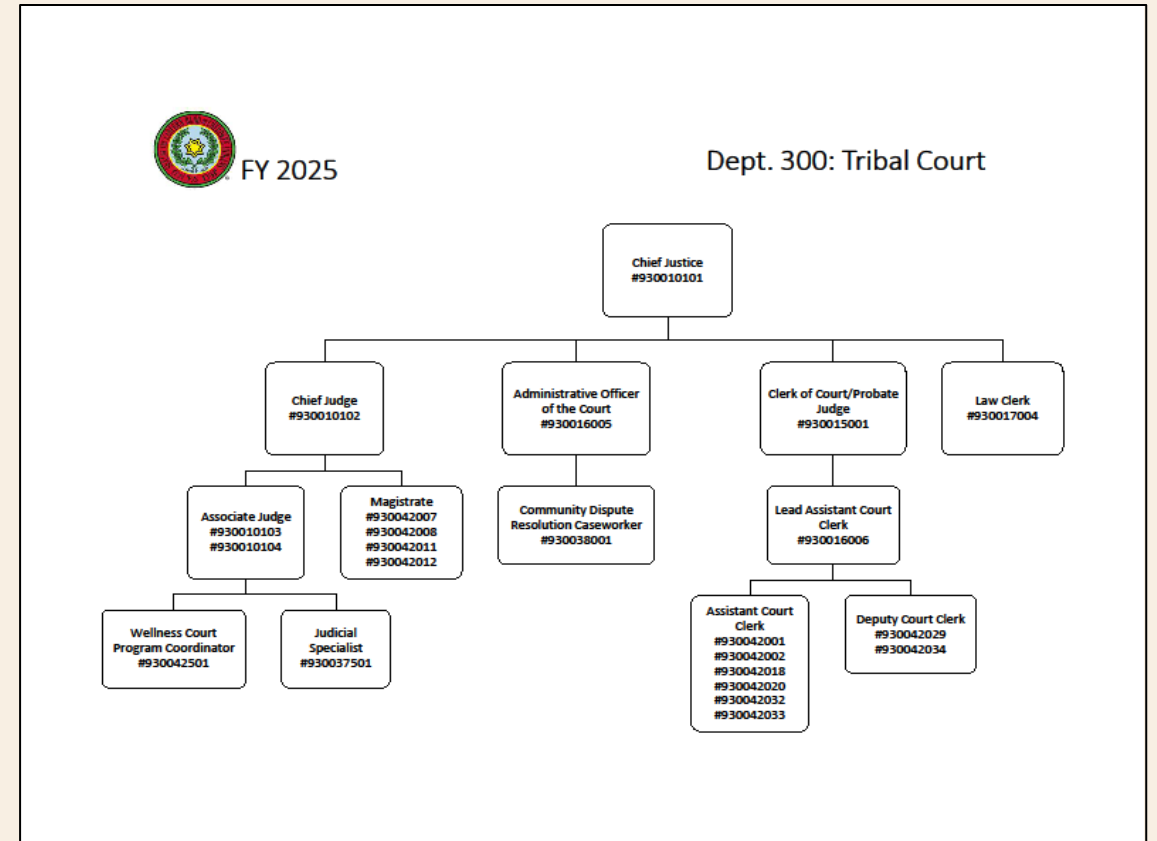 FY 2025
Dept. 300: Tribal Court
Chief Justice
#930010101
Chief Judge
#930010102
Administrative Officer
of the Court
#930016005
Clerk of Court/Probate
Judge
#930015001
Law Clerk
#930017004
Associate Judge
#930010103
#930010104
Magistrate
#930042007
#930042008
#930042011
#930042012
Community Dispute
Resolution Caseworker
#930038001
Lead Assistant Court
Clerk
#930016006
Wellness Court
Program Coordinator
#930042501
Judicial
Specialist
#930037501
Assistant Court
Clerk
#930042001
#930042002
#930042018
#930042020
#930042032
#930042033
Deputy Court Clerk
#930042029
#930042034